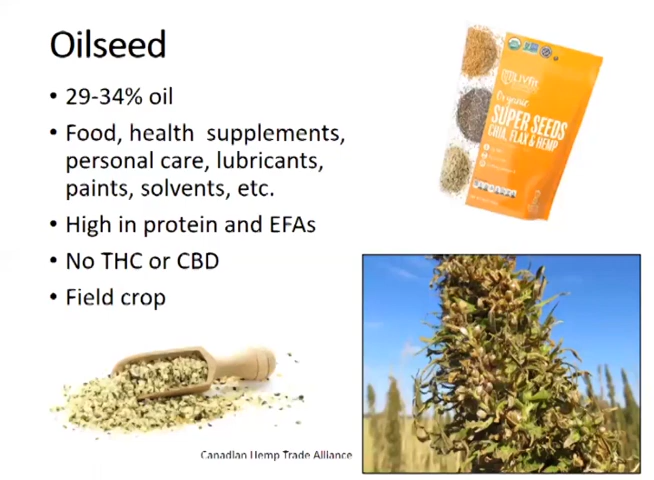 Oilseed
• 29-34% oil
• Food, health supplements,
personal care, lubricants,
paints, solvents, etc.
• High in protein and EFAs
• No THC or CBD
• Field crop
Organic
SUPER SEEDS
CHIA, FLAX & HEMP
Canadian Hemp Trade Alliance